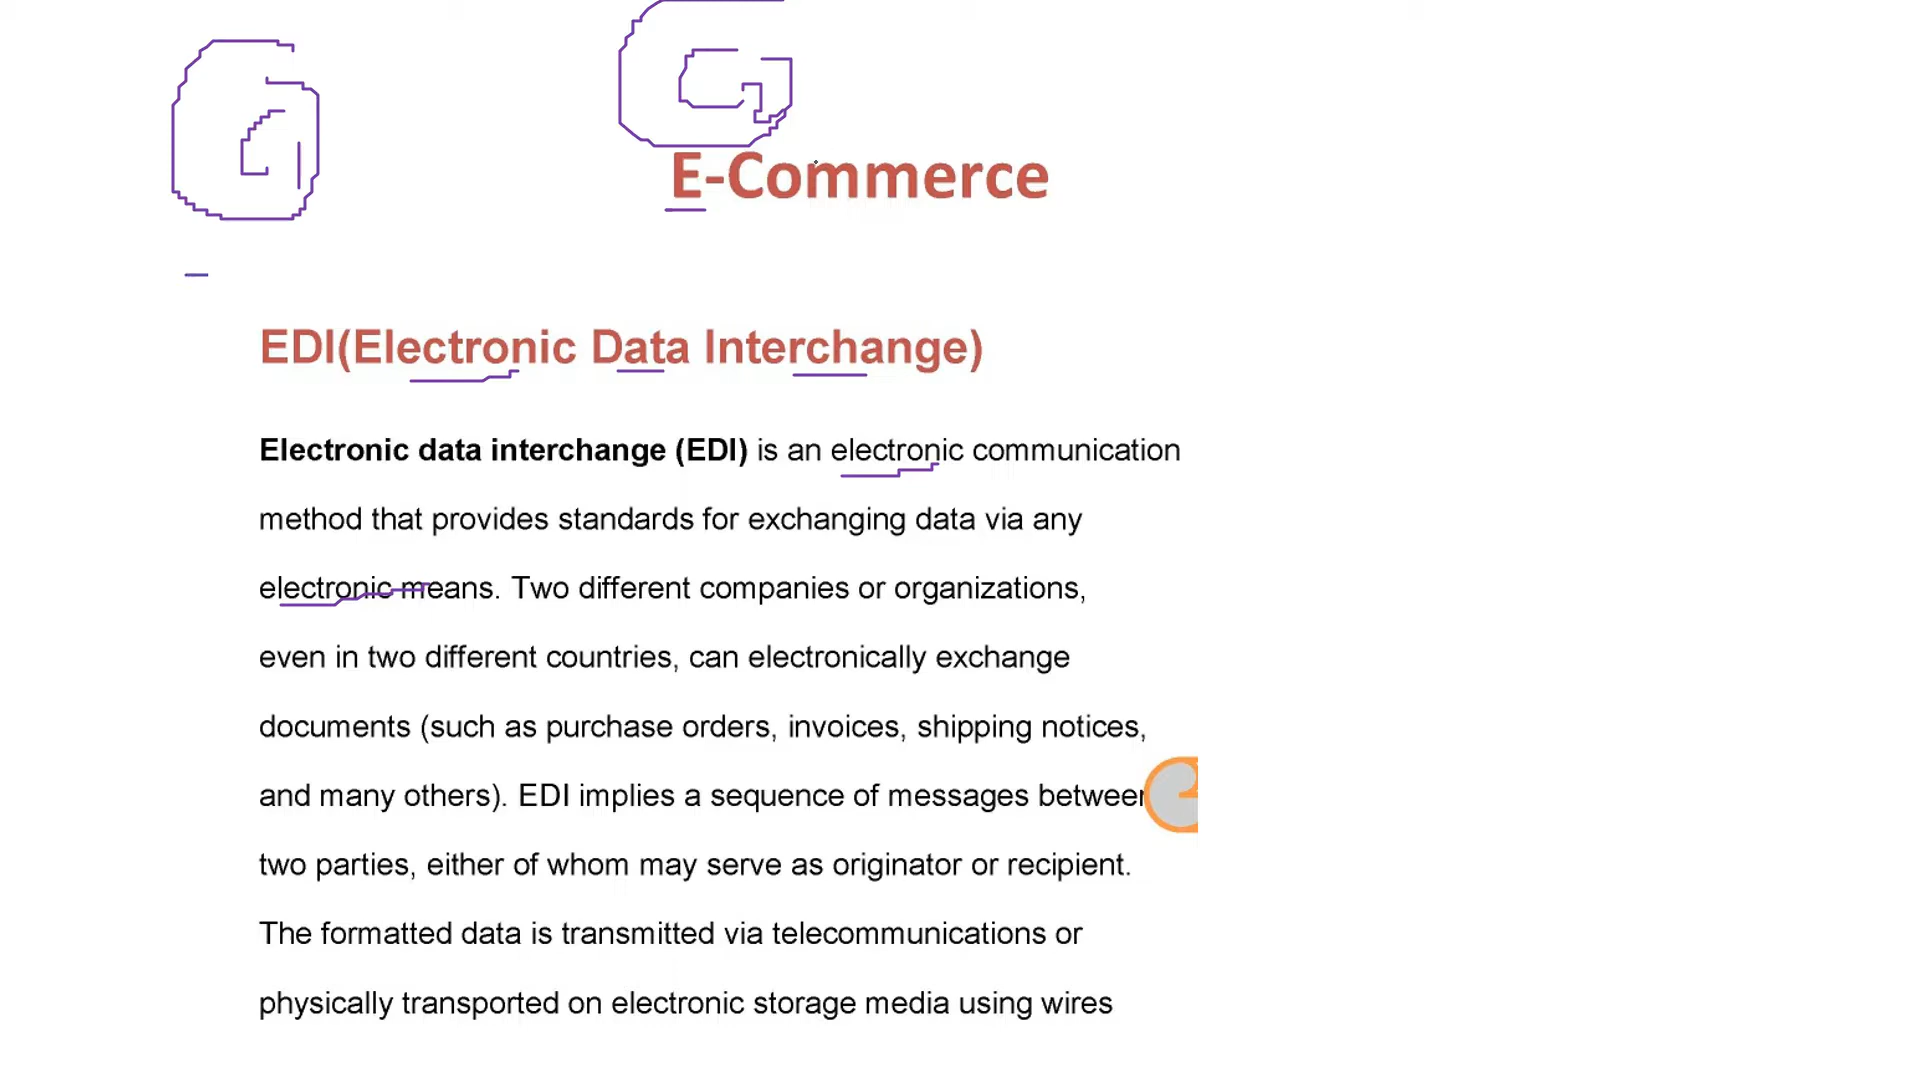 E-Commerce
EDI(Electronic Data Interchange)
Electronic data interchange (EDI) is an electronic communication
method that provides standards for exchanging data via any
electronic means. Two different companies or organizations,
even in two different countries, can electronically exchange
documents (such as purchase orders, invoices, shipping notices,
and many others). EDI implies a sequence of messages between
two parties, either of whom may serve as originator or recipient.
The formatted data is transmitted via telecommunications or
physically transported on electronic storage media using wires